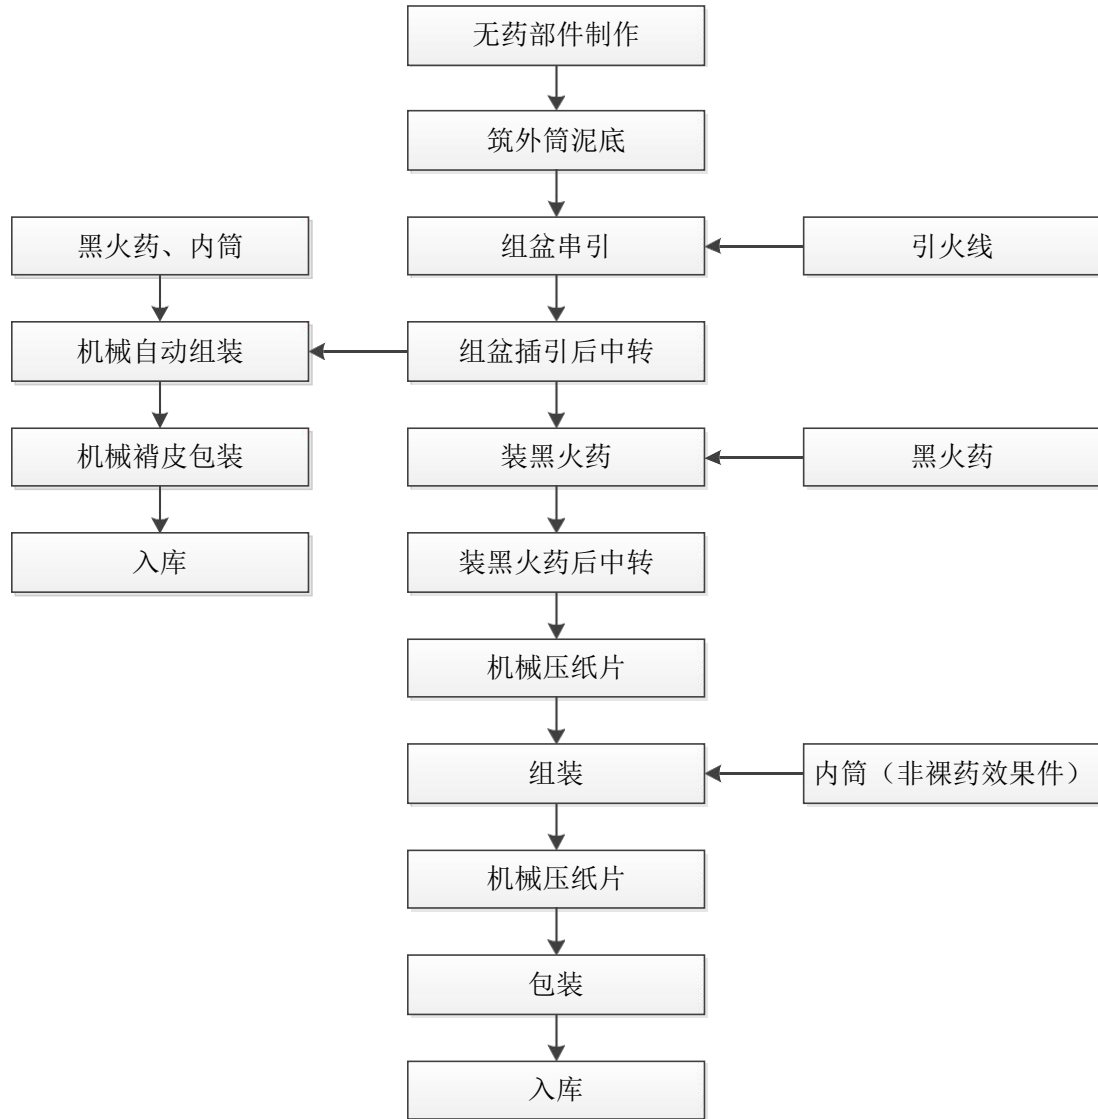 无药部件制作
筑外筒泥底
黑火药、内筒
组盆串引
引火线
机械自动组装
组盆插引后中转
机械褙皮包装
装黑火药
黑火药
入库
装黑火药后中转
机械压纸片
组装
内筒（非裸药效果件）
机械压纸片
包装
入库